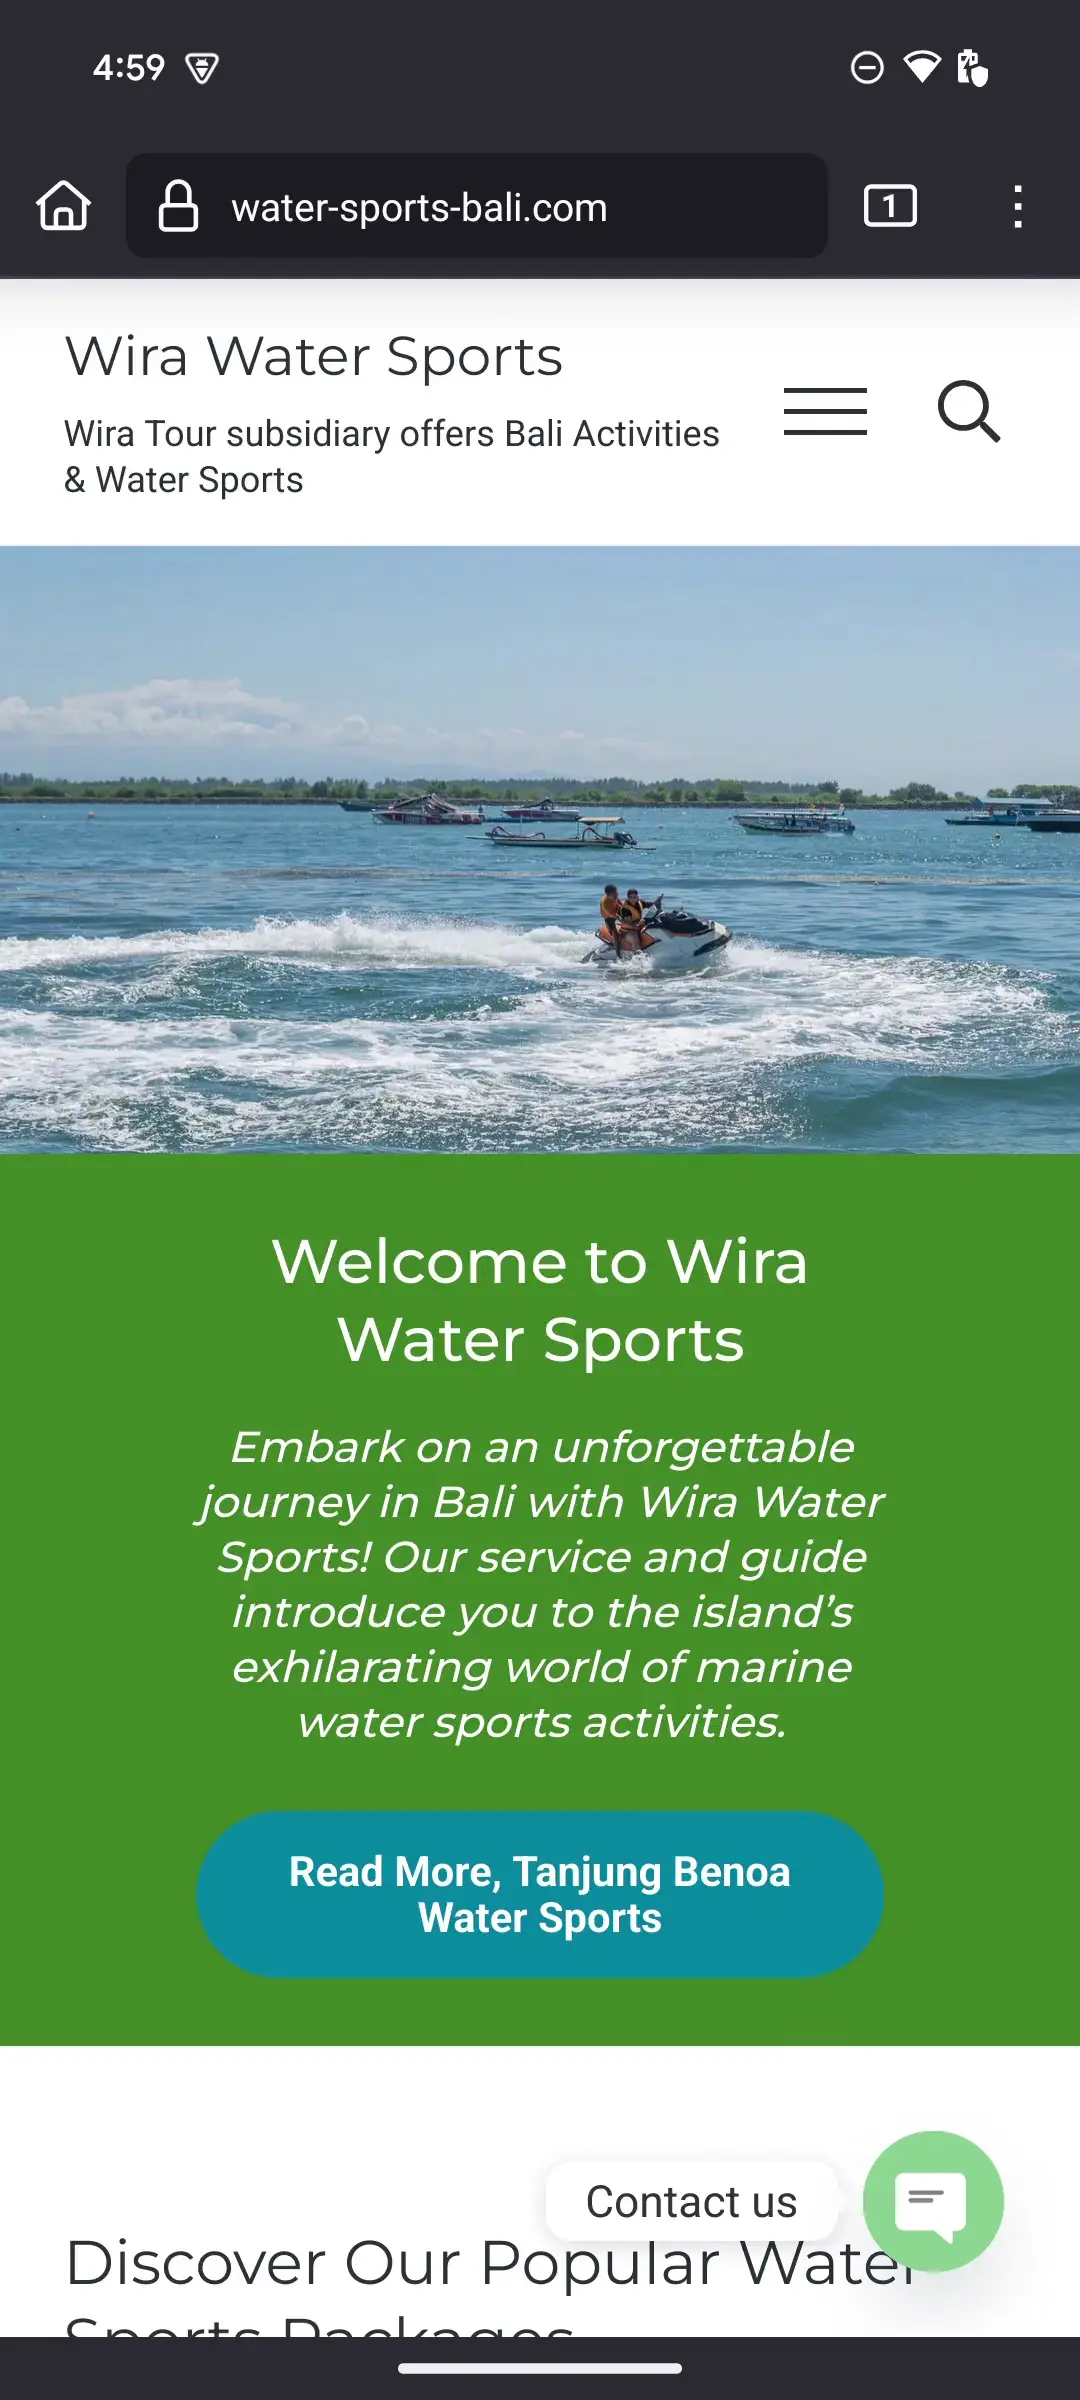 4:59
water-sports-bali.com
1
Wira Water Sports
Wira Tour subsidiary offers Bali Activities
& Water Sports
Welcome to Wira
Water Sports
Embark on an unforgettable
journey in Bali with Wira Water
Sports! Our service and guide
introduce you to the island’s
exhilarating world of marine
water sports activities.
Read More, Tanjung Benoa
Water Sports
Contact us
Discover Our Popular Water
Sports Packages